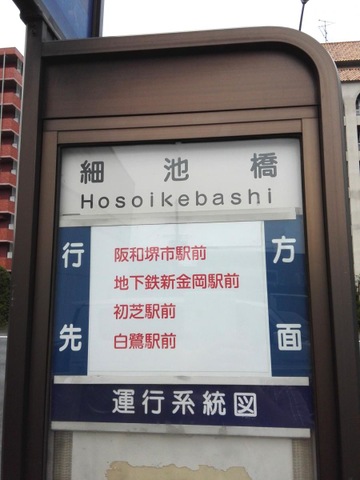 細池橋
Hosoikebashi
行先
阪和堺市駅前
地下鉄新金岡駅前
初芝駅前
白鷺駅前
方面
運行系統図